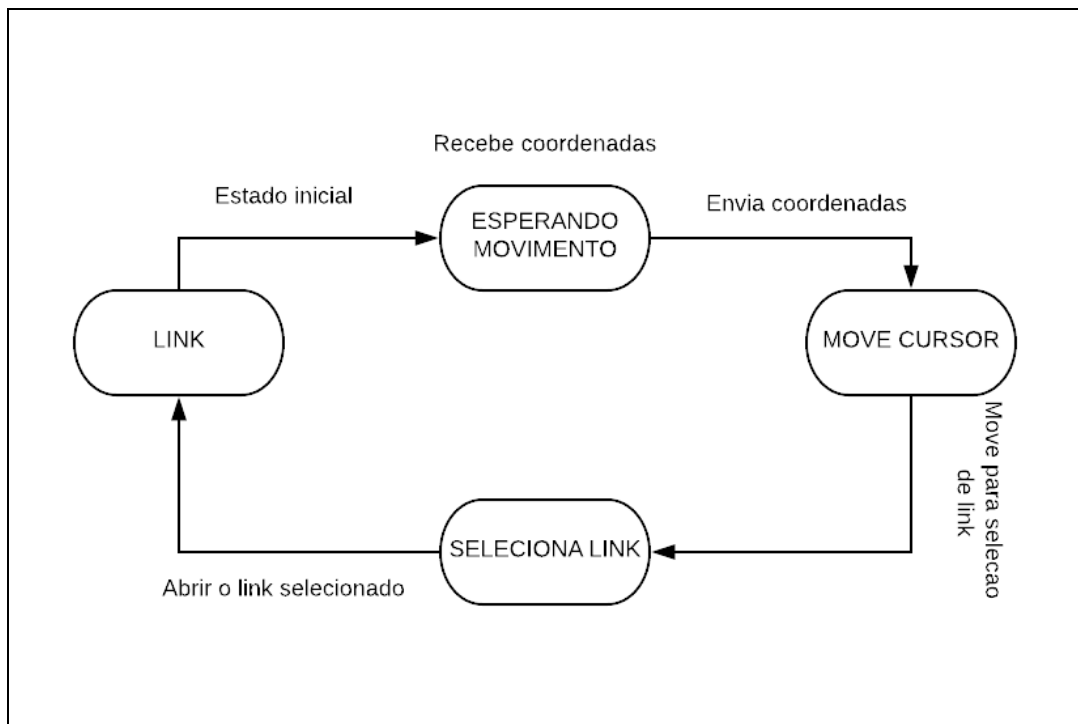 Recebe coordenadas
Estado inicial
ESPERANDO
MOVIMENTO
Envia coordenadas
LINK
MOVE CURSOR
Move para selecao
de link
SELECIONA LINK
Abrir o link selecionado